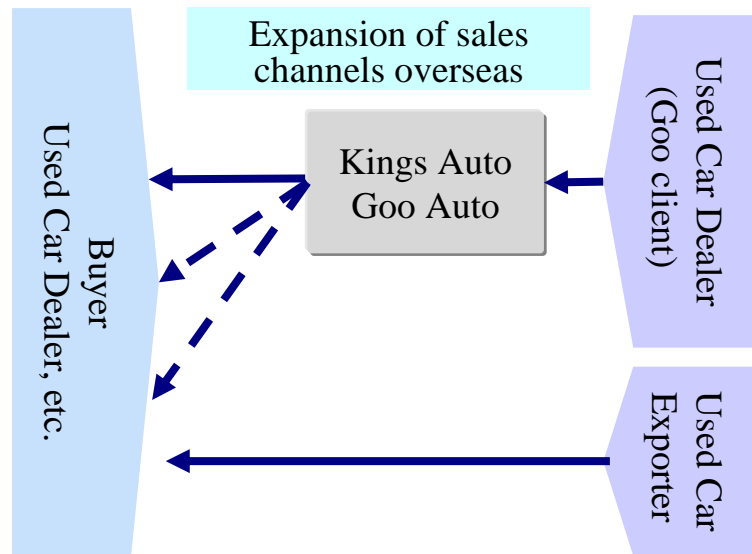 Expansion of sales
channels overseas
Kings Auto
Goo Auto
Buyer
Used Car Dealer, etc.
Used Car Dealer
(Goo client)
Used Car
Exporter